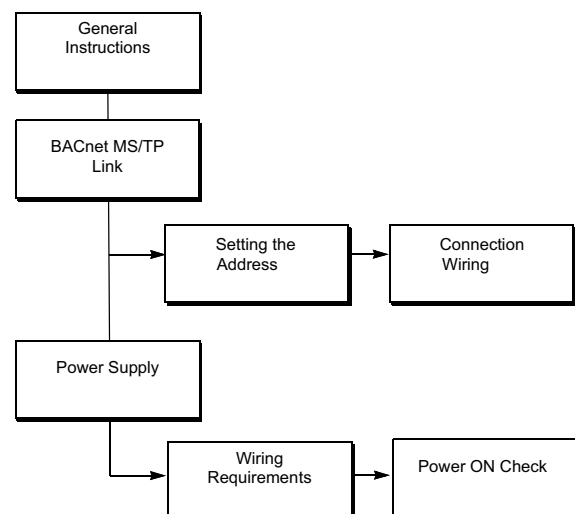 General
Instructions
BACnet MS/TP
Link
Setting the
Address
Connection
Wiring
Power Supply
Wiring
Requirements
Power ON Check